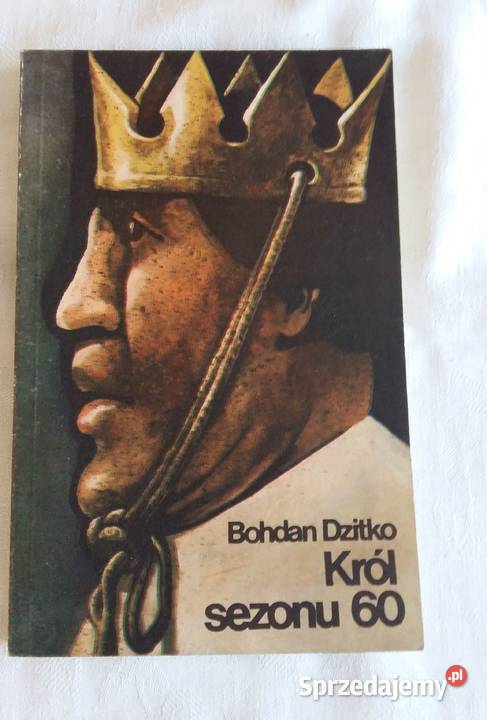 Bohdan Dzitko
Król
sezonu 60
Sprzedajemy.pl